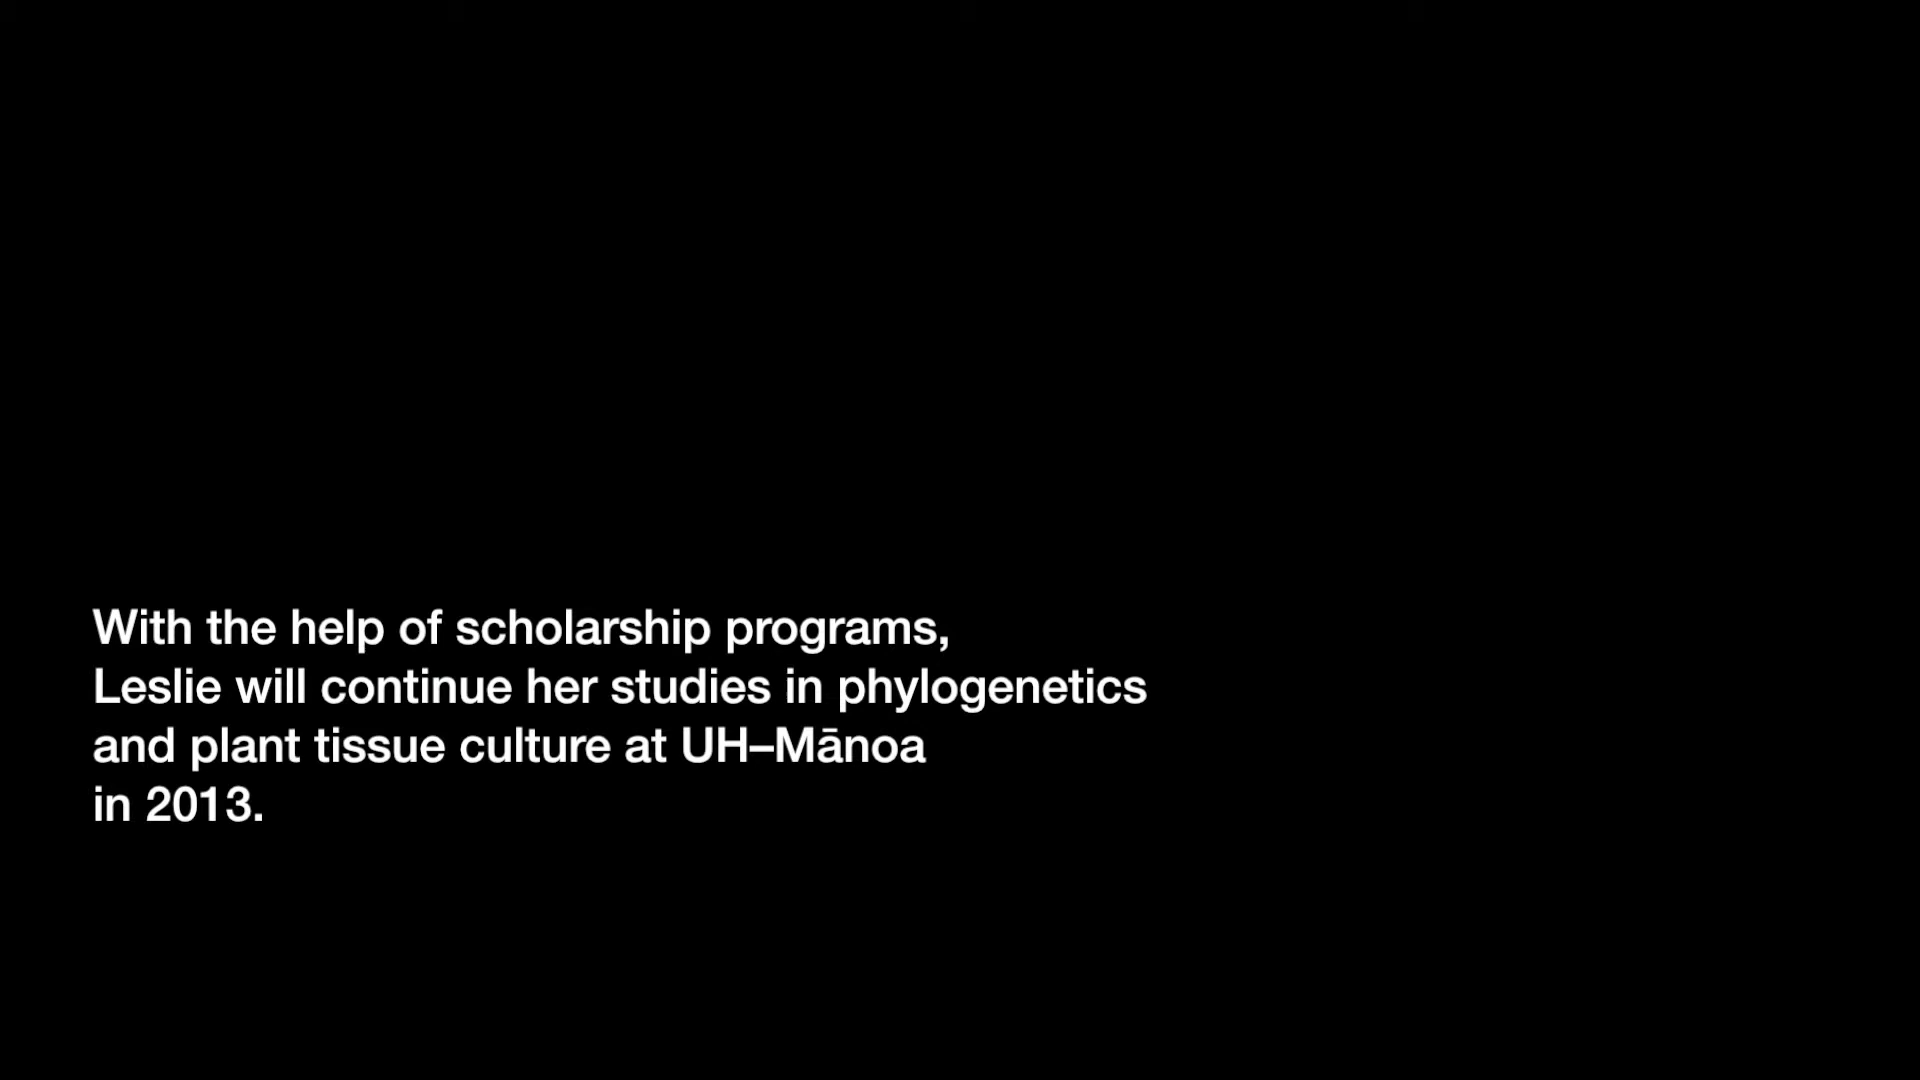 With the help of scholarship programs,
Leslie will continue her studies in phylogenetics
and plant tissue culture at UH–Mānoa
in 2013.